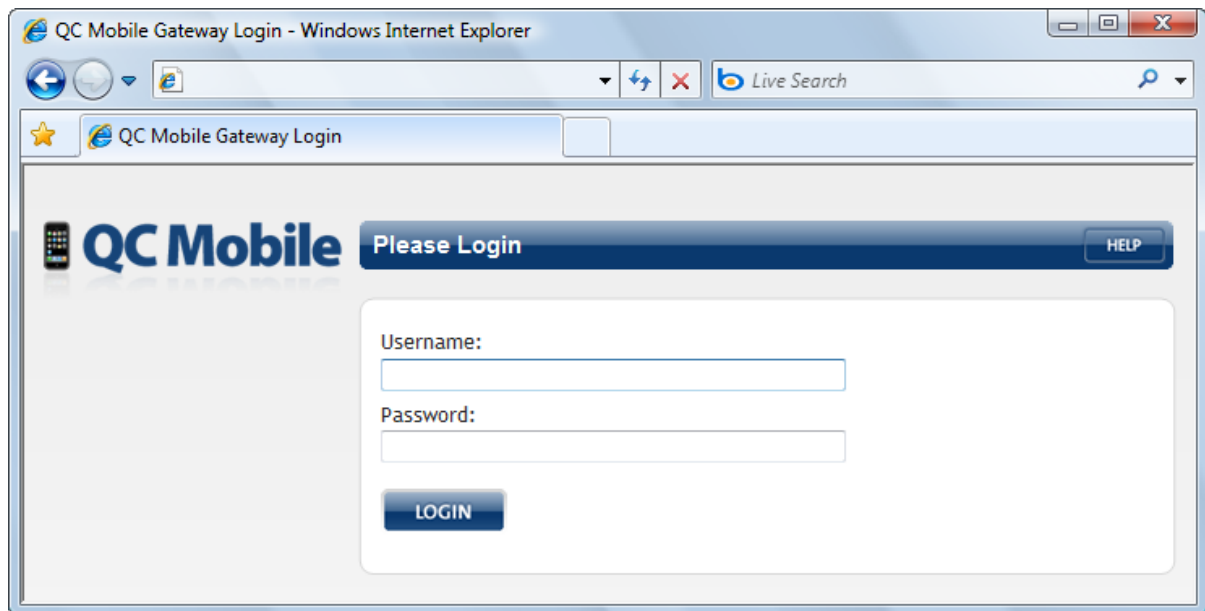 QC Mobile Gateway Login - Windows Internet Explorer
Live Search
QC Mobile Gateway Login
QC Mobile
Please Login
HELP
Username:
Password:
LOGIN